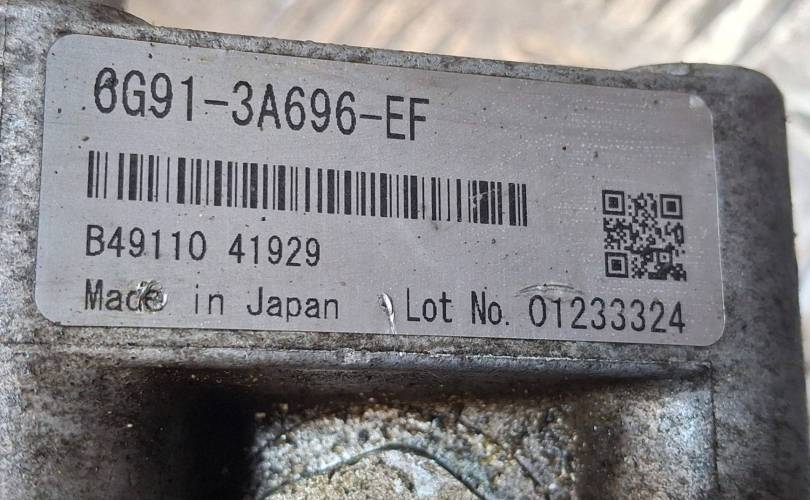 6G91-3A696-EF
B49110 41929
Made in Japan Lot No. 01233324